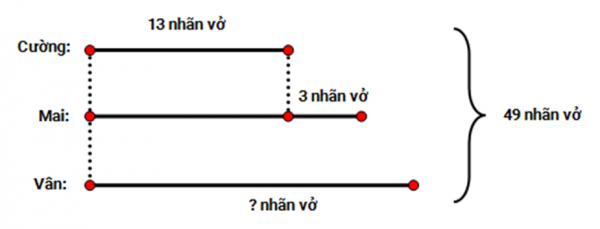 13 nhãn vở
Cường:
3 nhãn vở
Mai:
49 nhãn vở
Vân:
? nhãn vở